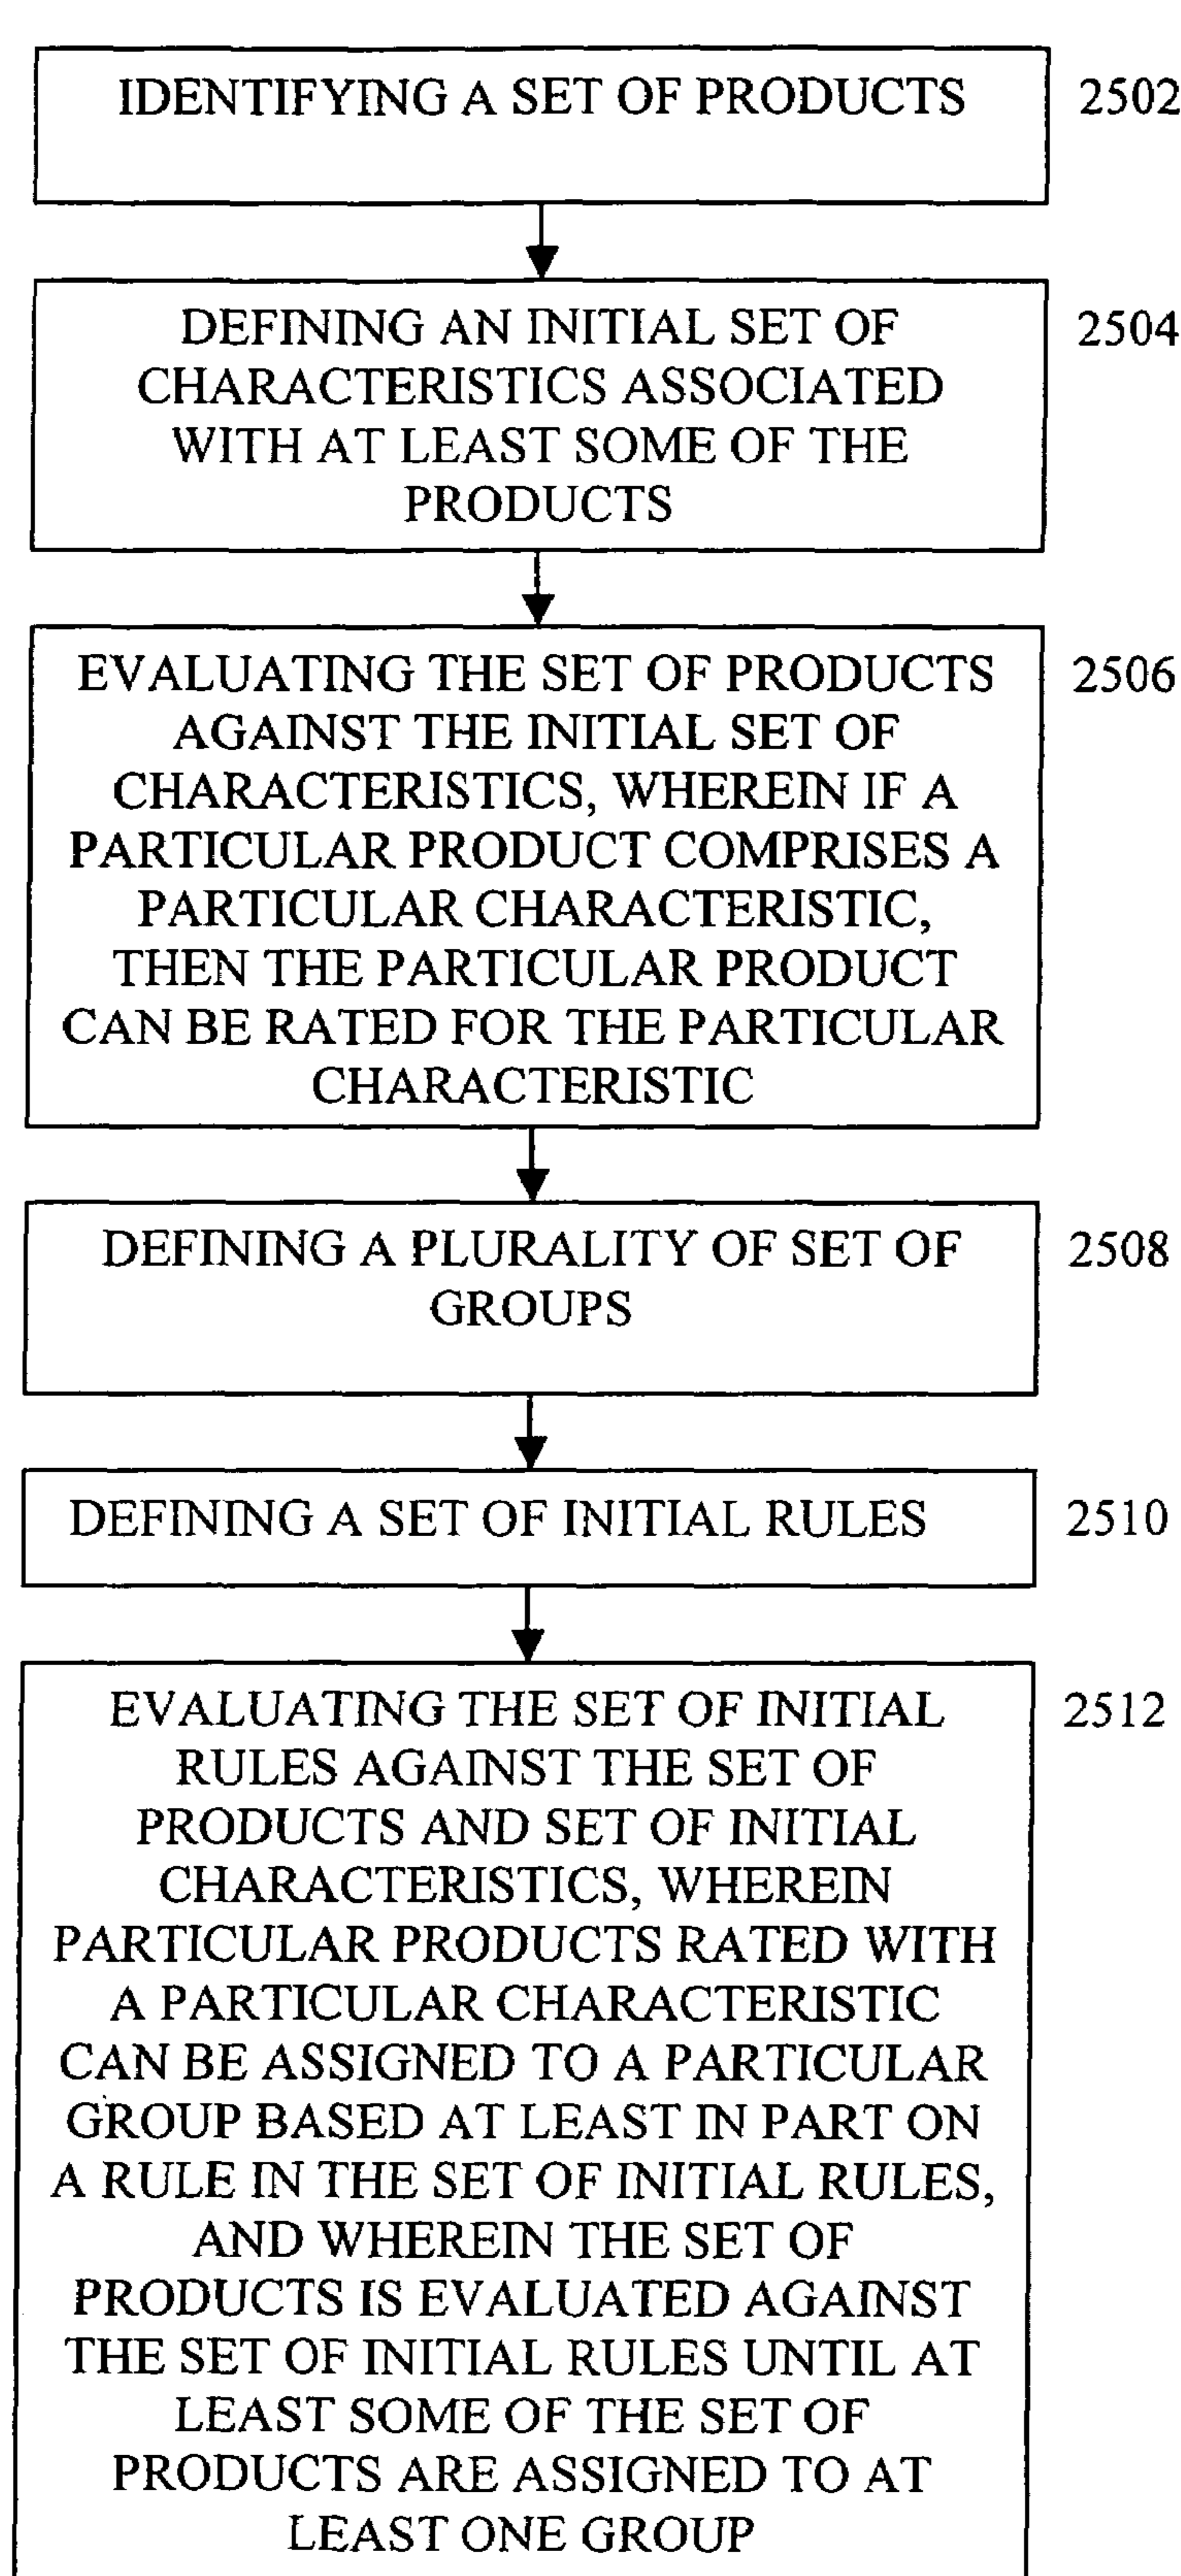 IDENTIFYING A SET OF PRODUCTS 2502
DEFINING AN INITIAL SET OF 2504
CHARACTERISTICS ASSOCIATED
WITH AT LEAST SOME OF THE
PRODUCTS
EVALUATING THE SET OF PRODUCTS 2506
AGAINST THE INITIAL SET OF
CHARACTERISTICS, WHEREIN IF A
PARTICULAR PRODUCT COMPRISES A
PARTICULAR CHARACTERISTIC,
THEN THE PARTICULAR PRODUCT
CAN BE RATED FOR THE PARTICULAR
CHARACTERISTIC
DEFINING A PLURALITY OF SET OF 2508
GROUPS
DEFINING A SET OF INITIAL RULES 2510
EVALUATING THE SET OF INITIAL 2512
RULES AGAINST THE SET OF
PRODUCTS AND SET OF INITIAL
CHARACTERISTICS, WHEREIN
PARTICULAR PRODUCTS RATED WITH
A PARTICULAR CHARACTERISTIC
CAN BE ASSIGNED TO A PARTICULAR
GROUP BASED AT LEAST IN PART ON
A RULE IN THE SET OF INITIAL RULES,
AND WHEREIN THE SET OF
PRODUCTS IS EVALUATED AGAINST
THE SET OF INITIAL RULES UNTIL AT
LEAST SOME OF THE SET OF
PRODUCTS ARE ASSIGNED TO AT
LEAST ONE GROUP